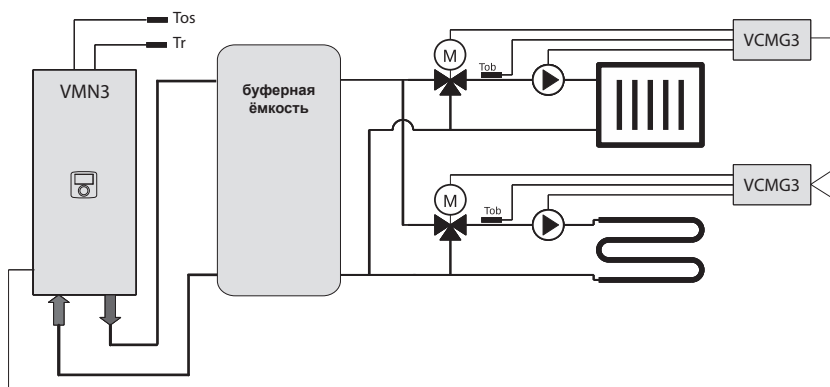 Tos
Tr
VMN3
буферная
ёмкость
M
Tob
VCMG3
M
Tob
VCMG3